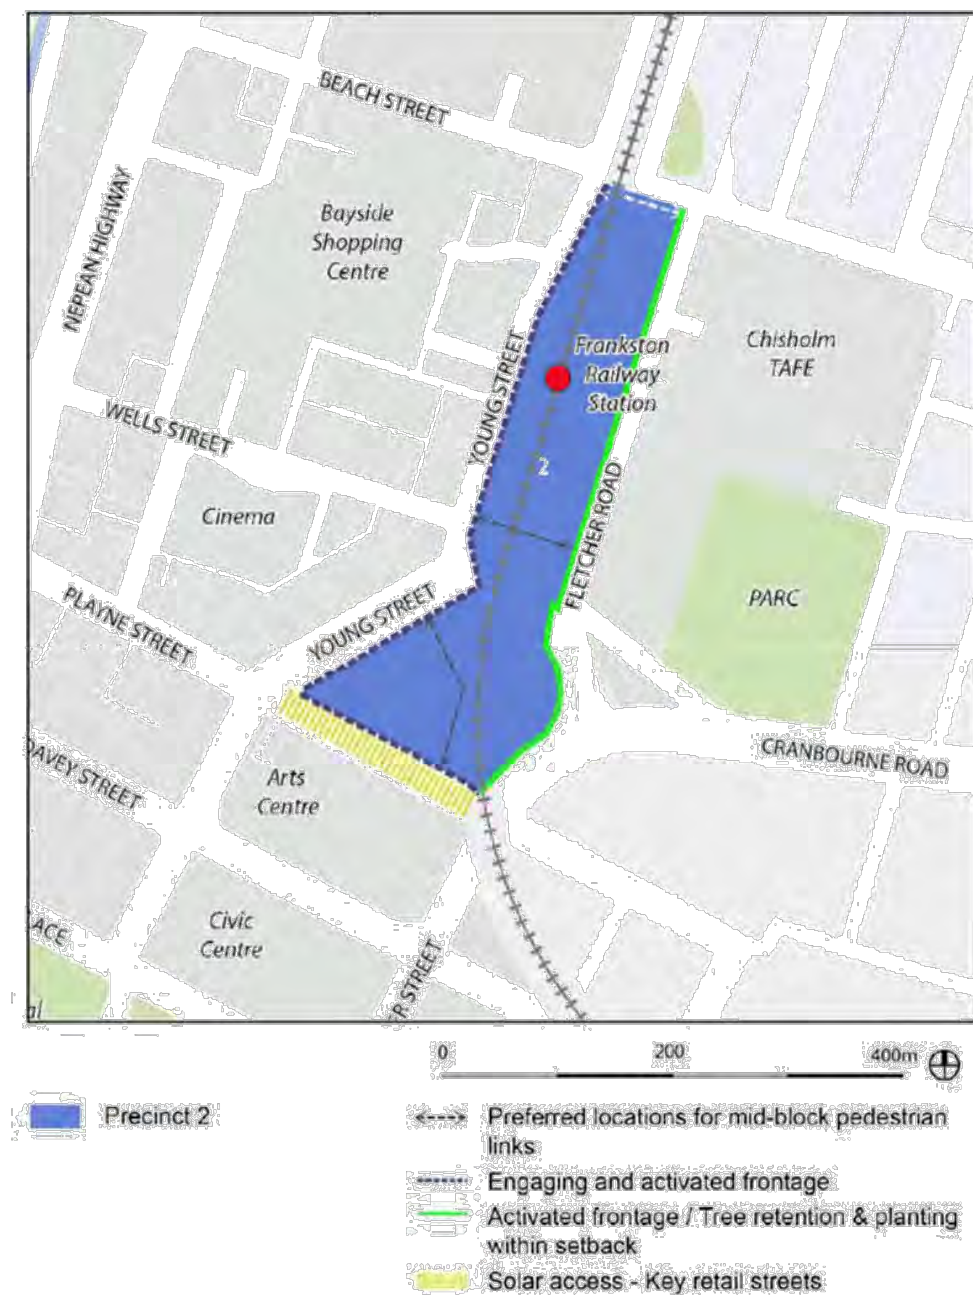 BEACH STREET
NEPEAN HIGHWAY
Bayside
Shopping
Centre
YOUNG STREET
Frankston
Railway
Station
Chisholm
TAFE
WELLS STREET
2
Cinema
FLETCHER ROAD
PARC
PLAYNE STREET
YOUNG STREET
DAVEY STREET
Arts
Centre
CRANBOURNE ROAD
Civic
Centre
ACE
R STREET
0 200 400m
Precinct 2
Preferred locations for mid-block pedestrian
links
Engaging and activated frontage
Activated frontage / Tree retention & planting
within setback
Solar access - Key retail streets